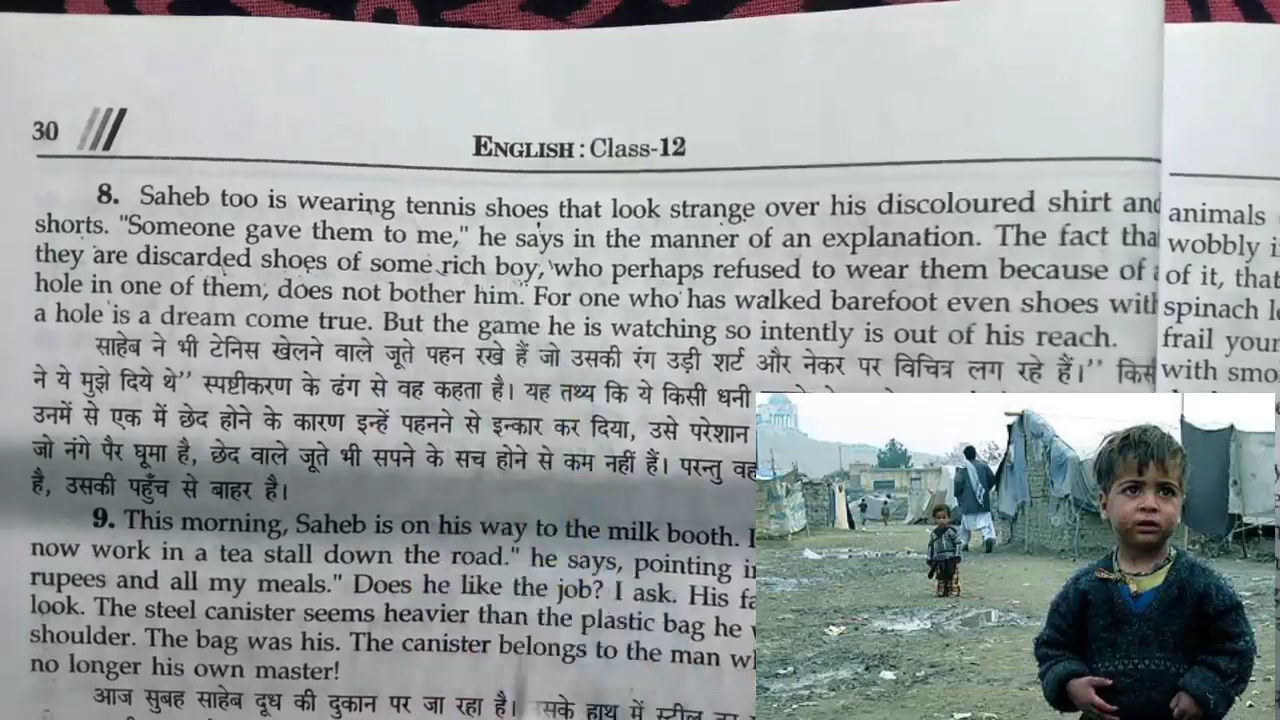 30
ENGLISH : Class-12
8. Saheb too is wearing tennis shoes that look strange over his discoloured shirt and
shorts. "Someone gave them to me," he says in the manner of an explanation. The fact tha
they are discarded shoes of some rich boy, who perhaps refused to wear them because of
hole in one of them, does not bother him. For one who has walked barefoot even shoes with
a hole is a dream come true. But the game he is watching so intently is out of his reach.
साहेब ने भी टेनिस खेलने वाले जूते पहन रखे हैं जो उसकी रंग उड़ी शर्ट और नेकर पर विचित्र लग रहे हैं।'' किस
ने ये मुझे दिये थे'' स्पष्टीकरण के ढंग से वह कहता है। यह तथ्य कि ये किसी धनी
उनमें से एक में छेद होने के कारण इन्हें पहनने से इन्कार कर दिया, उसे परेशान
जो नंगे पैर घूमा है, छेद वाले जूते भी सपने के सच होने से कम नहीं हैं। परन्तु वह
है, उसकी पहुँच से बाहर है।
9. This morning, Saheb is on his way to the milk booth.
now work in a tea stall down the road." he says, pointing
rupees and all my meals." Does he like the job? I ask. His fa
look. The steel canister seems heavier than the plastic bag he
shoulder. The bag was his. The canister belongs to the man
no longer his own master!
आज सुबह साहेब दूध की दुकान पर जा रहा है। उसके हाथ में स्टील
animals
wobbly
of it, that
spinach
frail your
with smo